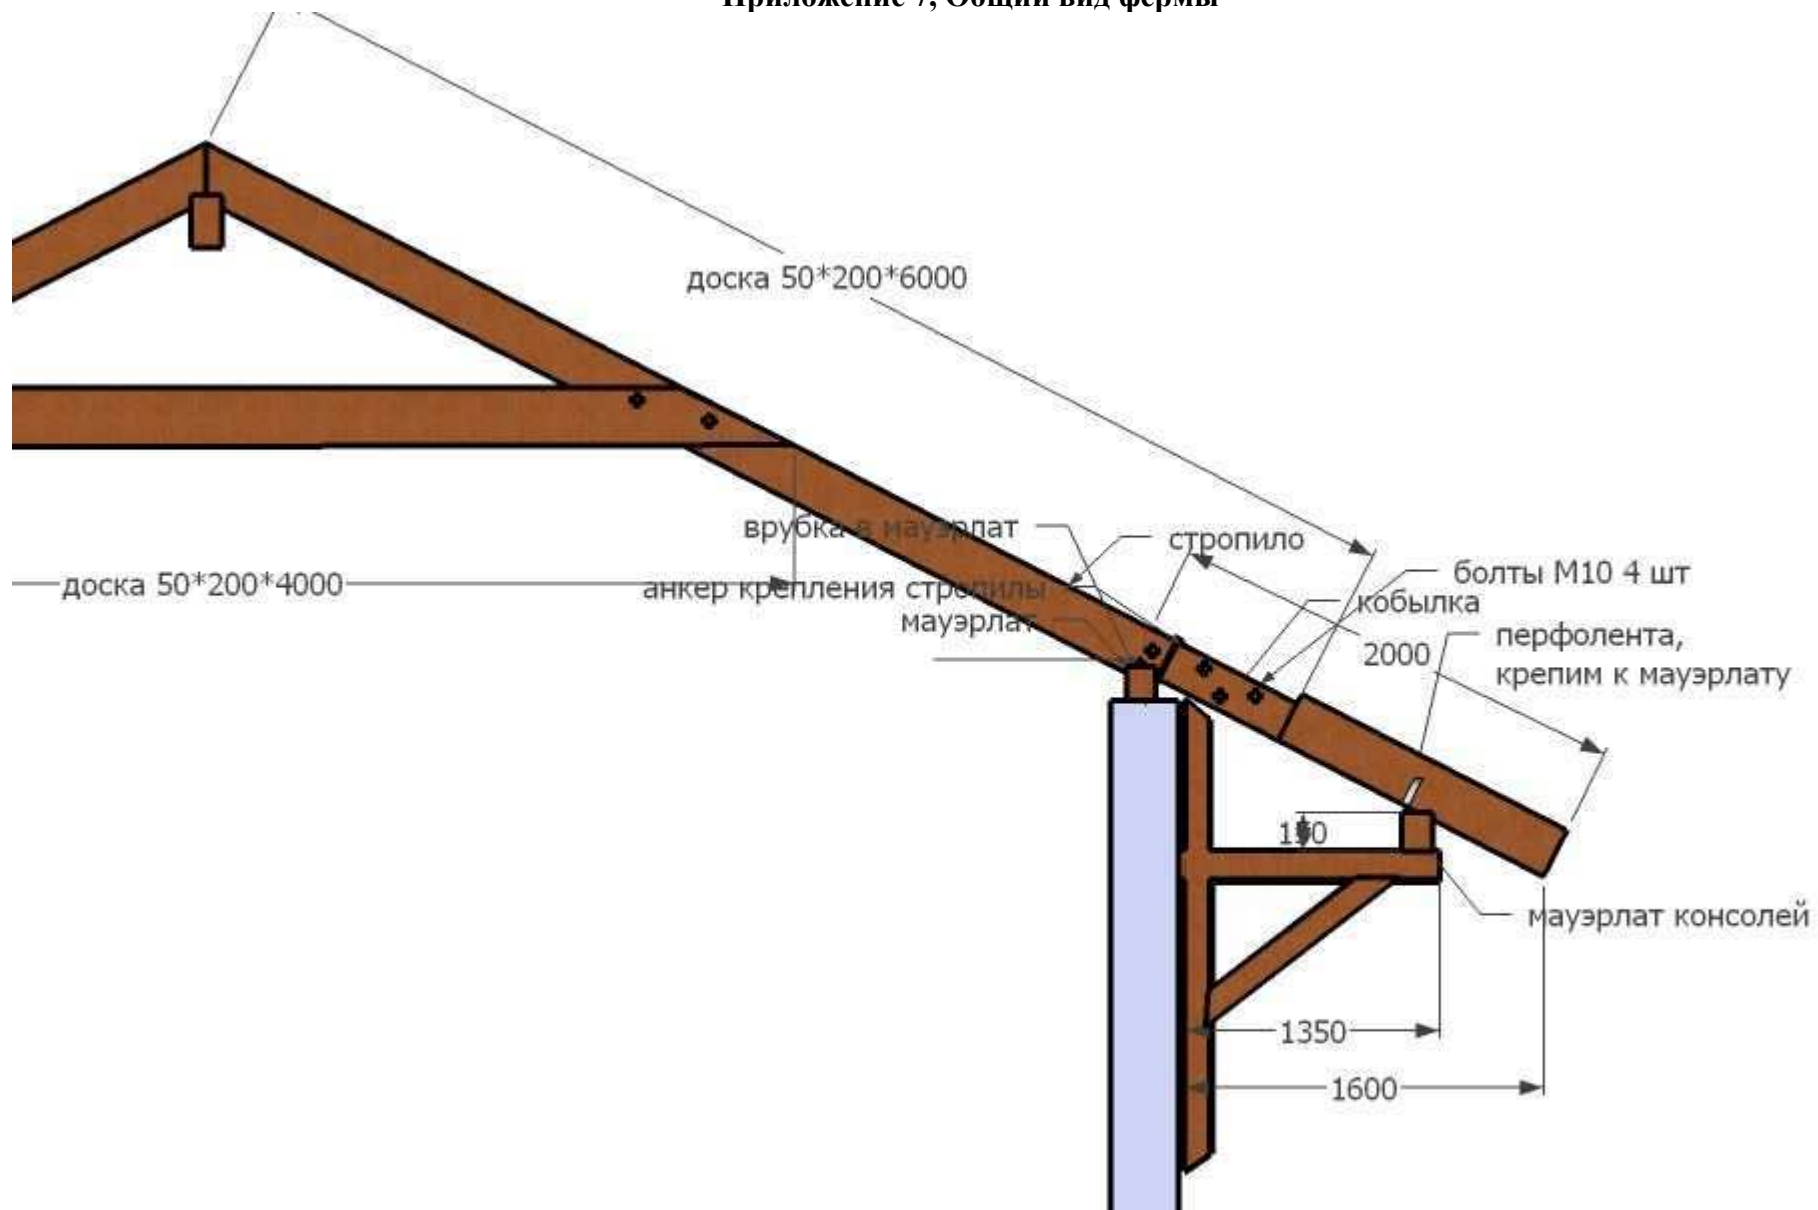 Приложение 7, Общий вид фермы
доска 50*200*6000
врубка в мауэрлат
стропило
доска 50*200*4000
анкер крепления стропилы
болты М10 4 шт
кобылка
мауэрлат
перфолента,
крепим к мауэрлату
2000
150
мауэрлат консолей
1350
1600